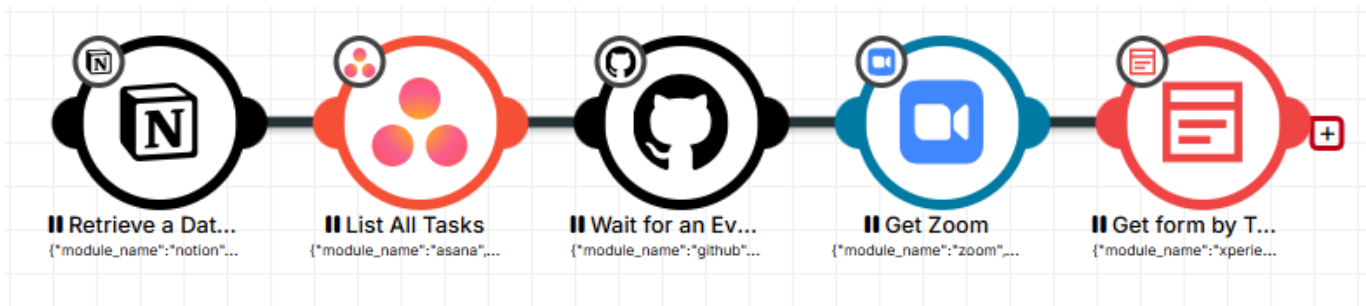 Retrieve a Dat...
{"module_name":"notion"...
List All Tasks
{"module_name":"asana",...
Wait for an Ev...
{"module_name":"github"...
Get Zoom
{"module_name":"zoom",...
Get form by T...
{"module_name":"xperie...